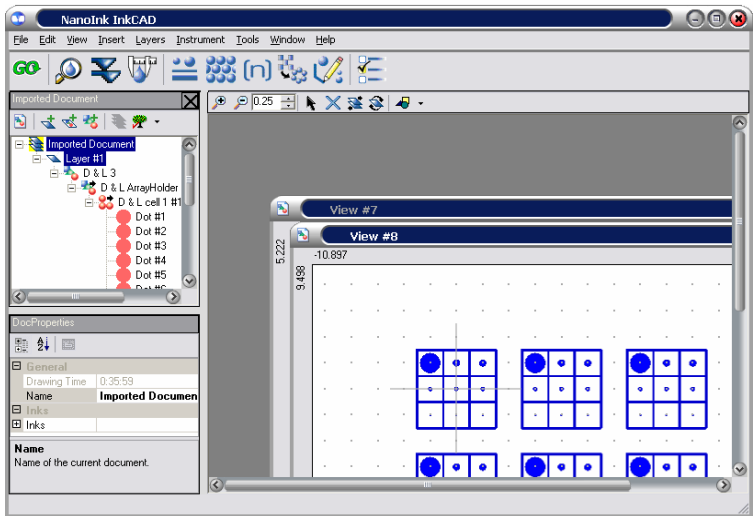 NanoInk InkCAD
File Edit View Insert Layers Instrument Tools Window Help
GO (n)
Imported Document
0.25
Imported Document
Layer #1
D & L 3
D & L ArrayHolder
D & L cell 1 #1
Dot #1
Dot #2
Dot #3
Dot #4
Dot #5
View #7
5.222
View #8
-10.897
9.498
DocProperties
General
Drawing Time 0:35:59
Name Imported Documen
Inks
Inks
Name
Name of the current document.